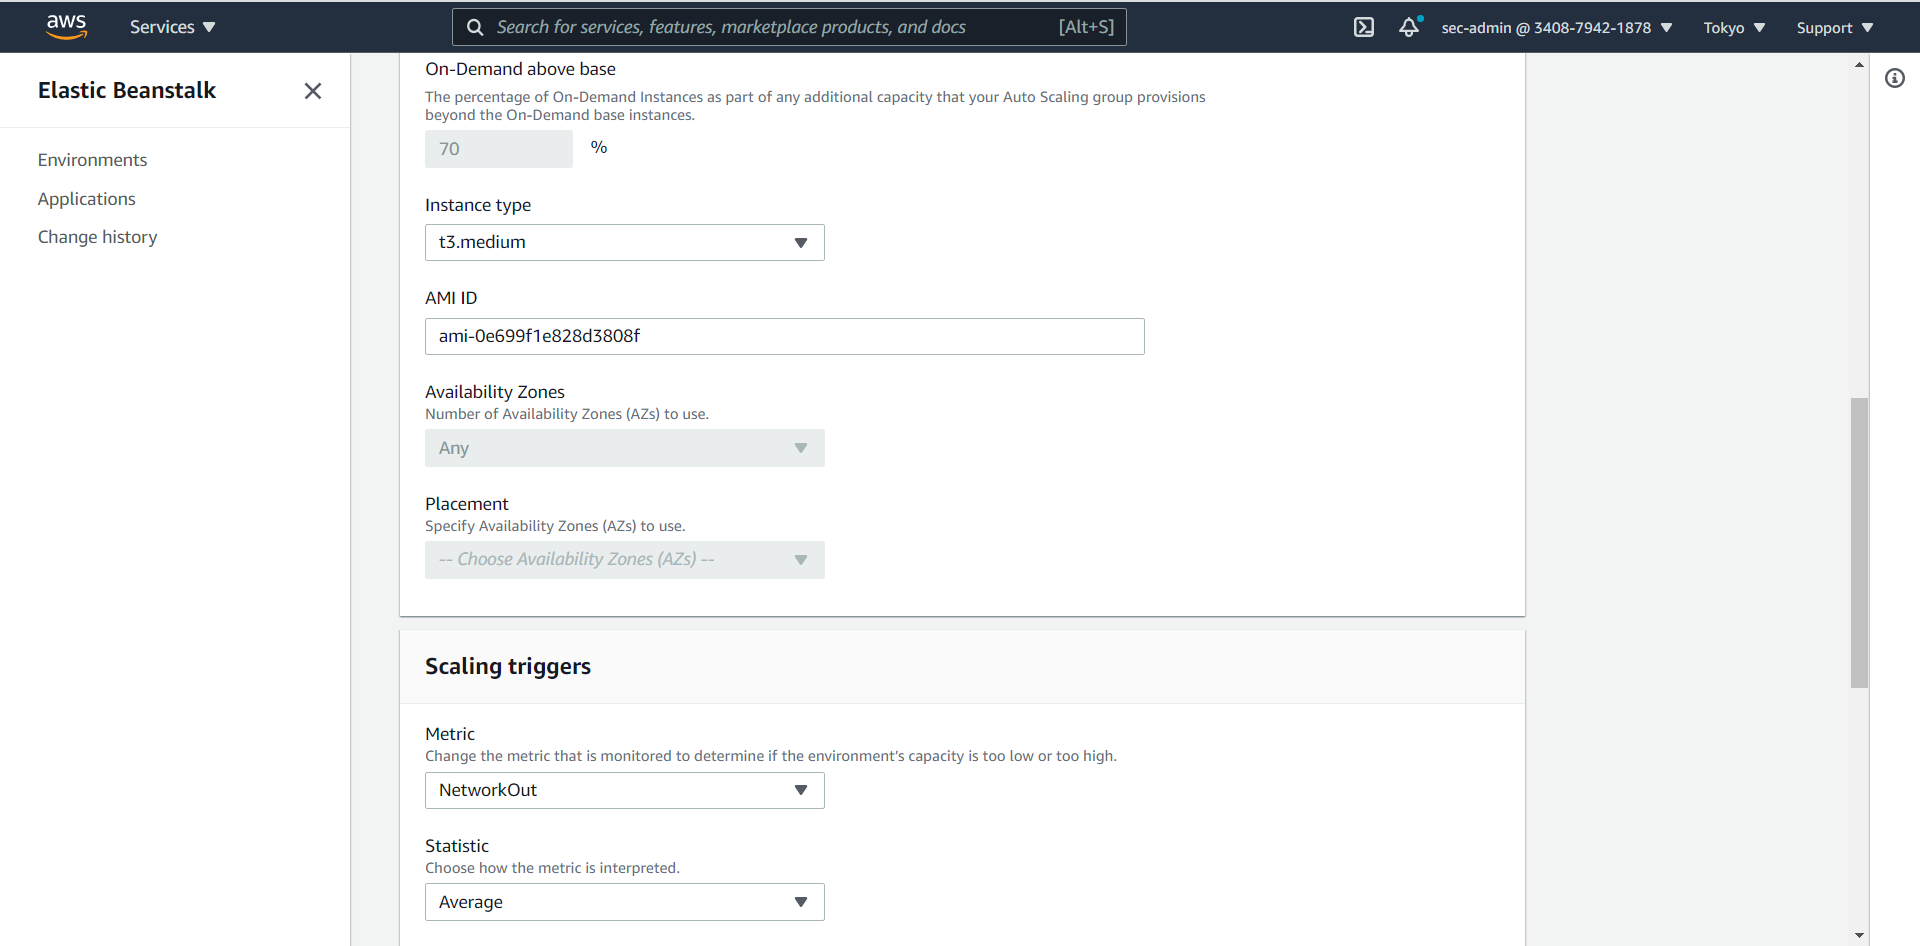 aws
Services
Search for services, features, marketplace products, and docs
[Alt+S]
sec-admin @ 3408-7942-1878
Tokyo
Support
Elastic Beanstalk
Environments
Applications
Change history
On-Demand above base
The percentage of On-Demand Instances as part of any additional capacity that your Auto Scaling group provisions
beyond the On-Demand base instances.
70
%
Instance type
t3.medium
AMI ID
ami-0e699f1e828d3808f
Availability Zones
Number of Availability Zones (AZs) to use.
Any
Placement
Specify Availability Zones (AZs) to use.
-- Choose Availability Zones (AZs) --
Scaling triggers
Metric
Change the metric that is monitored to determine if the environment's capacity is too low or too high.
NetworkOut
Statistic
Choose how the metric is interpreted.
Average